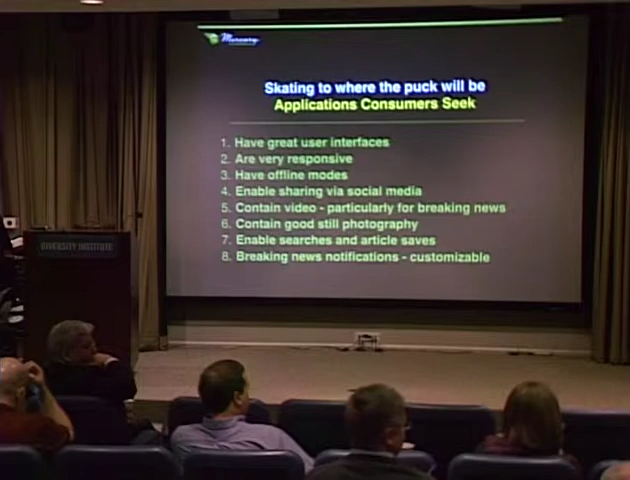 Mercury
Skating to where the puck will be
Applications Consumers Seek
1. Have great user interfaces
2. Are very responsive
3. Have offline modes
4. Enable sharing via social media
5. Contain video - particularly for breaking news
6. Contain good still photography
7. Enable searches and article saves
8. Breaking news notifications - customizable
DIVERSITY INSTITUTE